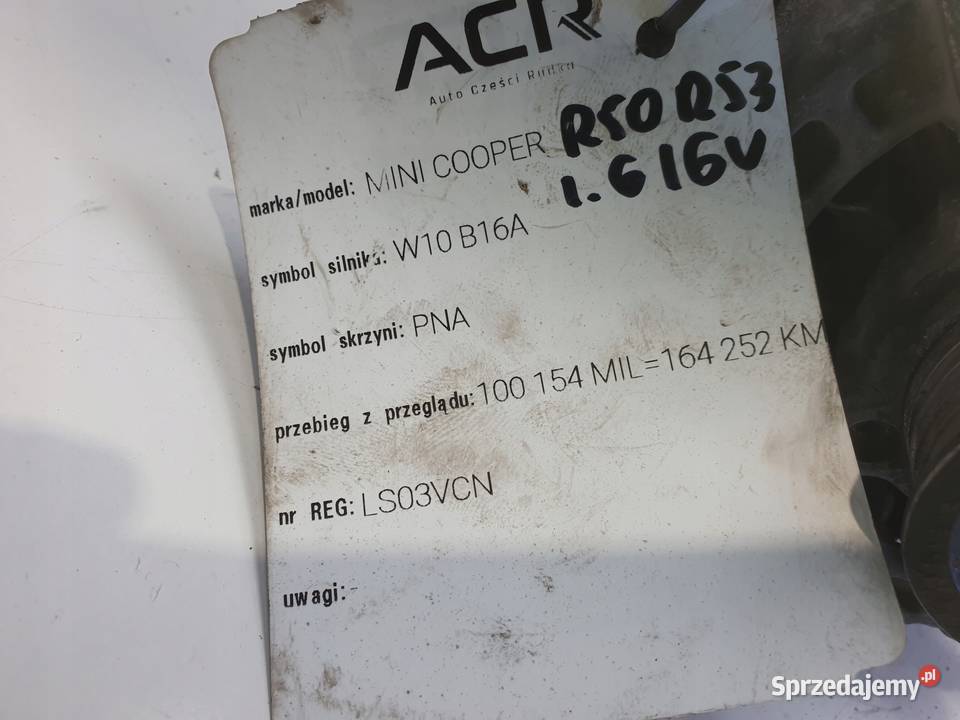 ACR
Auto Części Rudka
marka/model: MINI COOPER R50 R53
1.6 16V
symbol silnika: W10 B16A
symbol skrzyni: PNA
przebieg z przeglądu: 100 154 MIL=164 252 KM
nr REG: LS03VCN
uwagi: -
Sprzedajemy.pl